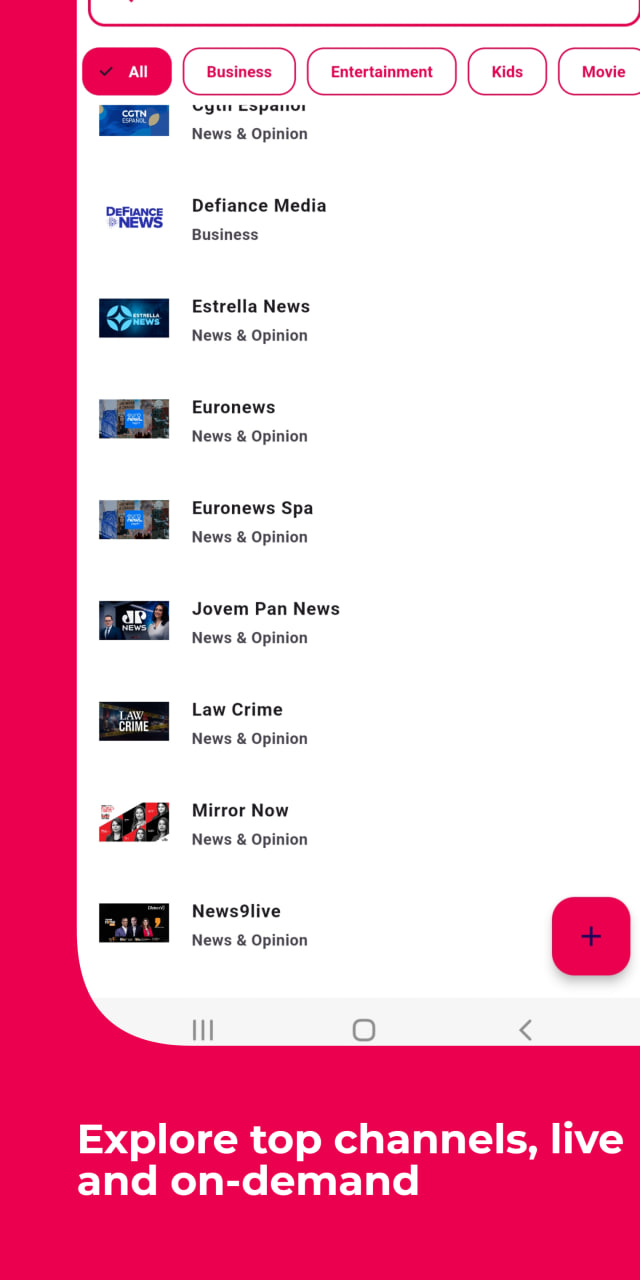 All
Business
Entertainment
Kids
Movie
CGTN
ESPAÑOL
Cgtn Espanol
News & Opinion
DEFIANCE
NEWS
Defiance Media
Business
ESTRELLA
NEWS
Estrella News
News & Opinion
Euronews
News & Opinion
Euronews Spa
News & Opinion
JP
NEWS
Jovem Pan News
News & Opinion
LAW
CRIME
Law Crime
News & Opinion
Mirror Now
News & Opinion
News9live
News & Opinion
Explore top channels, live
and on-demand